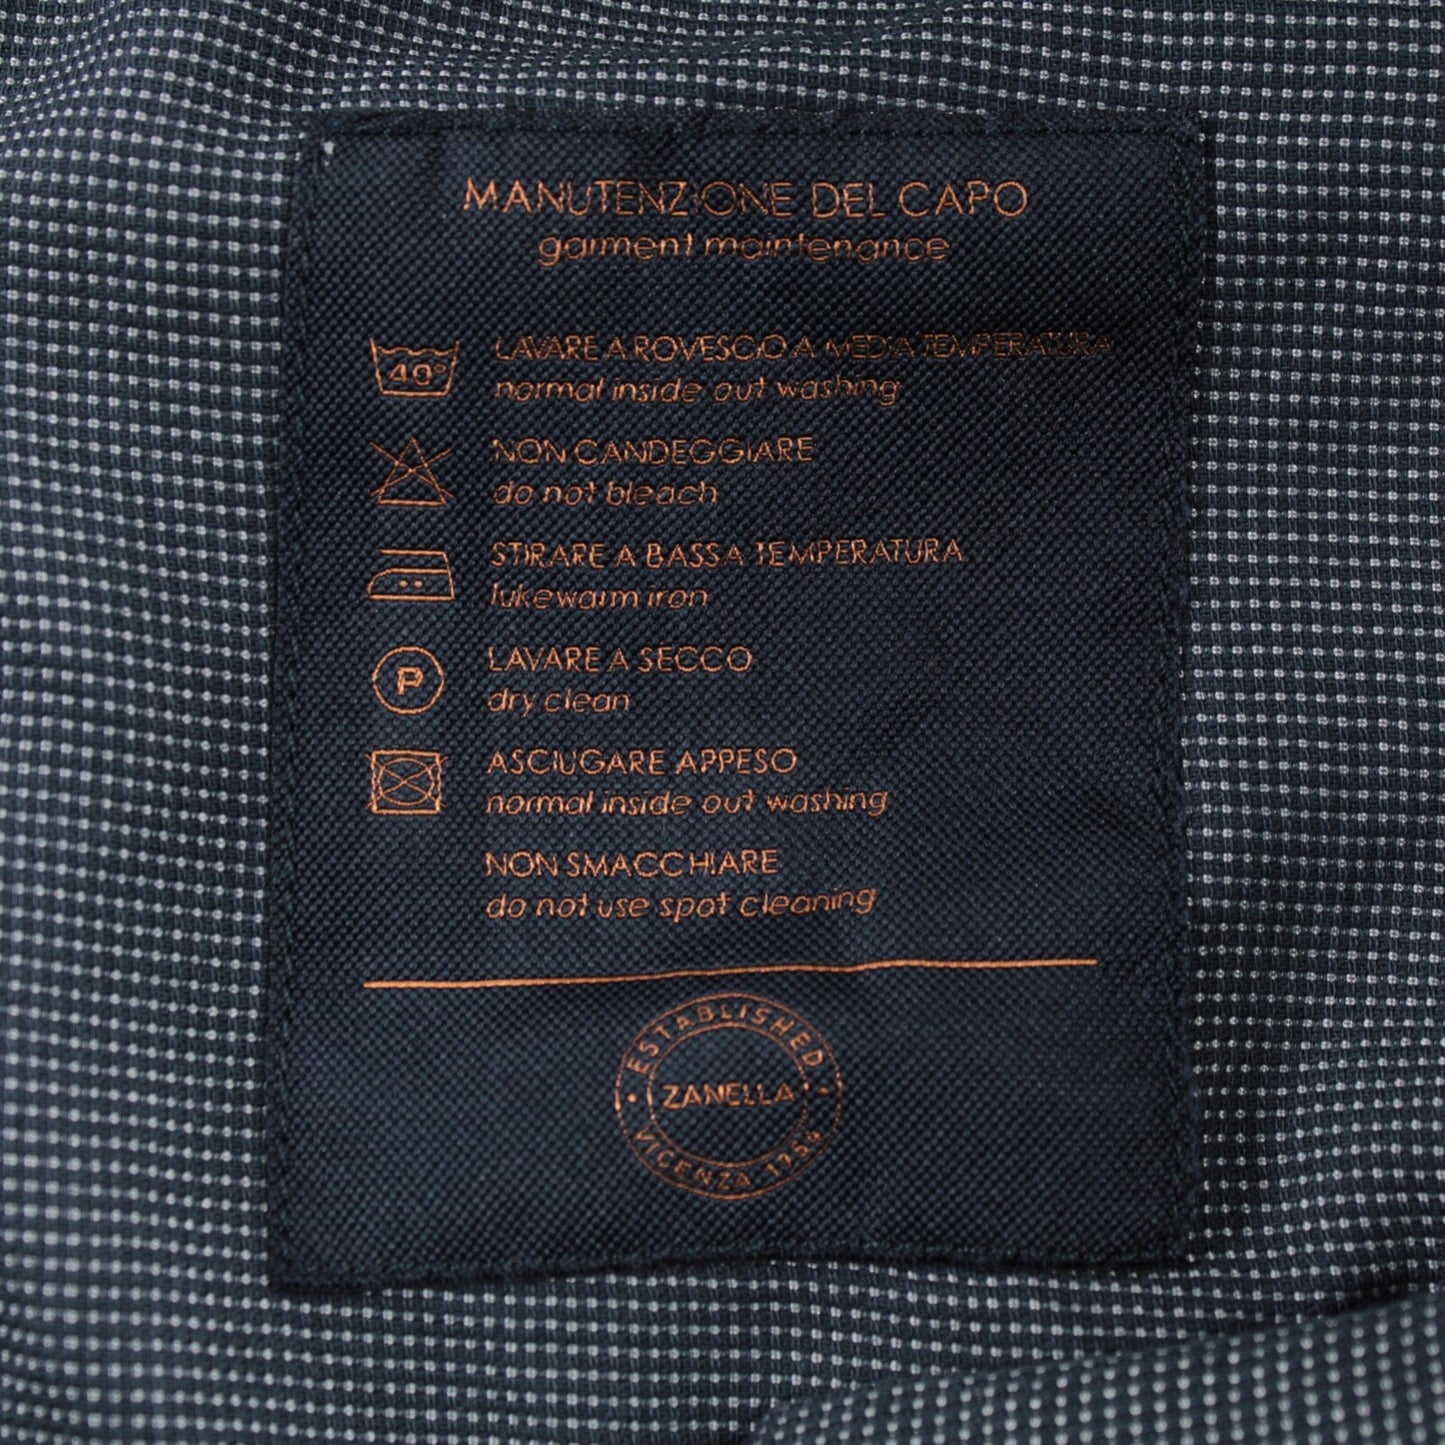 MANUTENZIONE DEL CAPO
garment maintenance
40°
LAVARE A ROVESCIO A MEDIA TEMPERATURA
normal inside out washing
NON CANDEGGIARE
do not bleach
STIRARE A BASSA TEMPERATURA
lukewarm iron
P
LAVARE A SECCO
dry clean
ASCIUGARE APPESO
normal inside out washing
NON SMACCHIARE
do not use spot cleaning
ESTABLISHED
ZANELLA
VICENZA 1954